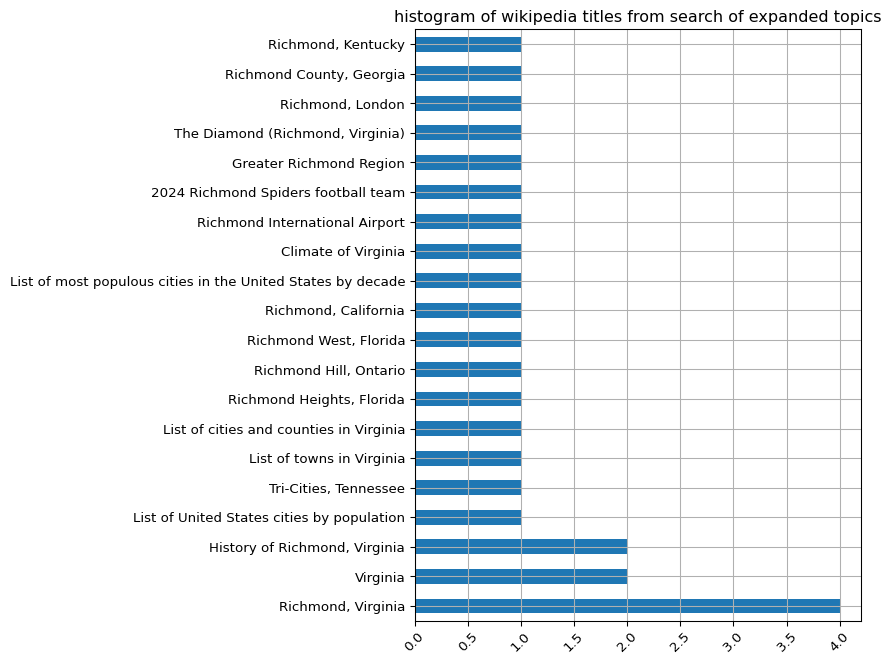 histogram of wikipedia titles from search of expanded topics
Richmond, Kentucky
Richmond County, Georgia
Richmond, London
The Diamond (Richmond, Virginia)
Greater Richmond Region
2024 Richmond Spiders football team
Richmond International Airport
Climate of Virginia
List of most populous cities in the United States by decade
Richmond, California
Richmond West, Florida
Richmond Hill, Ontario
Richmond Heights, Florida
List of cities and counties in Virginia
List of towns in Virginia
Tri-Cities, Tennessee
List of United States cities by population
History of Richmond, Virginia
Virginia
Richmond, Virginia
0.0 0.5 1.0 1.5 2.0 2.5 3.0 3.5 4.0